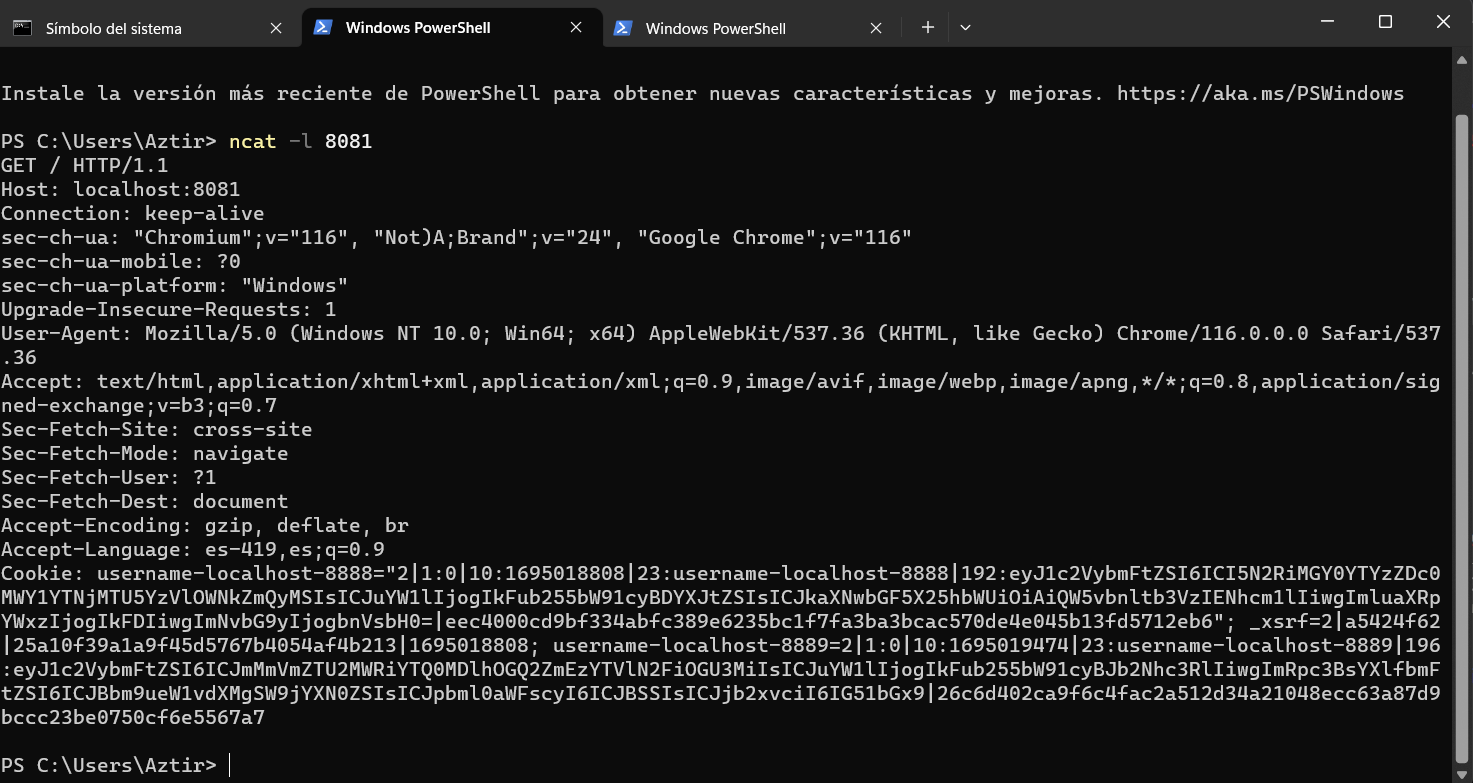 Símbolo del sistema
Windows PowerShell
Windows PowerShell
Instale la versión más reciente de PowerShell para obtener nuevas características y mejoras. https://aka.ms/PSWindows
PS C:\Users\Aztir> ncat -l 8081
GET / HTTP/1.1
Host: localhost:8081
Connection: keep-alive
sec-ch-ua: "Chromium";v="116", "Not)A;Brand";v="24", "Google Chrome";v="116"
sec-ch-ua-mobile: ?0
sec-ch-ua-platform: "Windows"
Upgrade-Insecure-Requests: 1
User-Agent: Mozilla/5.0 (Windows NT 10.0; Win64; x64) AppleWebKit/537.36 (KHTML, like Gecko) Chrome/116.0.0.0 Safari/537
.36
Accept: text/html,application/xhtml+xml,application/xml;q=0.9,image/avif,image/webp,image/apng,*/*;q=0.8,application/sig
ned-exchange;v=b3;q=0.7
Sec-Fetch-Site: cross-site
Sec-Fetch-Mode: navigate
Sec-Fetch-User: ?1
Sec-Fetch-Dest: document
Accept-Encoding: gzip, deflate, br
Accept-Language: es-419,es;q=0.9
Cookie: username-localhost-8888="2|1:0|10:1695018808|23:username-localhost-8888|192:eyJ1c2VybmFtZSI6ICI5N2RiMGY0YTYzZDc0
MWY1YTNjMTU5YzVlOWNkZmQyMSIsICJuYW1lIjogIkFub255bW91cyBDYXJtZSIsICJkaXNwbGF5X25hbWUiOiAiQW5vbnltb3VzIENhcm1lIiwgImluaXRp
YWxzIjogIkFDIiwgImNvbG9yIjogbnVsbH0=|eec4000cd9bf334abfc389e6235bc1f7fa3ba3bcac570de4e045b13fd5712eb6"; _xsrf=2|a5424f62
|25a10f39a1a9f45d5767b4054af4b213|1695018808; username-localhost-8889=2|1:0|10:1695019474|23:username-localhost-8889|196
:eyJ1c2VybmFtZSI6ICJmMmVmZTU2MWRiYTQ0MDlhOGQ2ZmEzYTVlN2FiOGU3MiIsICJuYW1lIjogIkFub255bW91cyBJb2Nhc3RlIiwgImRpc3BsYXlfbmF
tZSI6ICJBbm9ueW1vdXMgSW9jYXN0ZSIsICJpbml0aWFscyI6ICJBSSIsICJjb2xvciI6IG51bGx9|26c6d402ca9f6c4fac2a512d34a21048ecc63a87d9
bccc23be0750cf6e5567a7
PS C:\Users\Aztir>